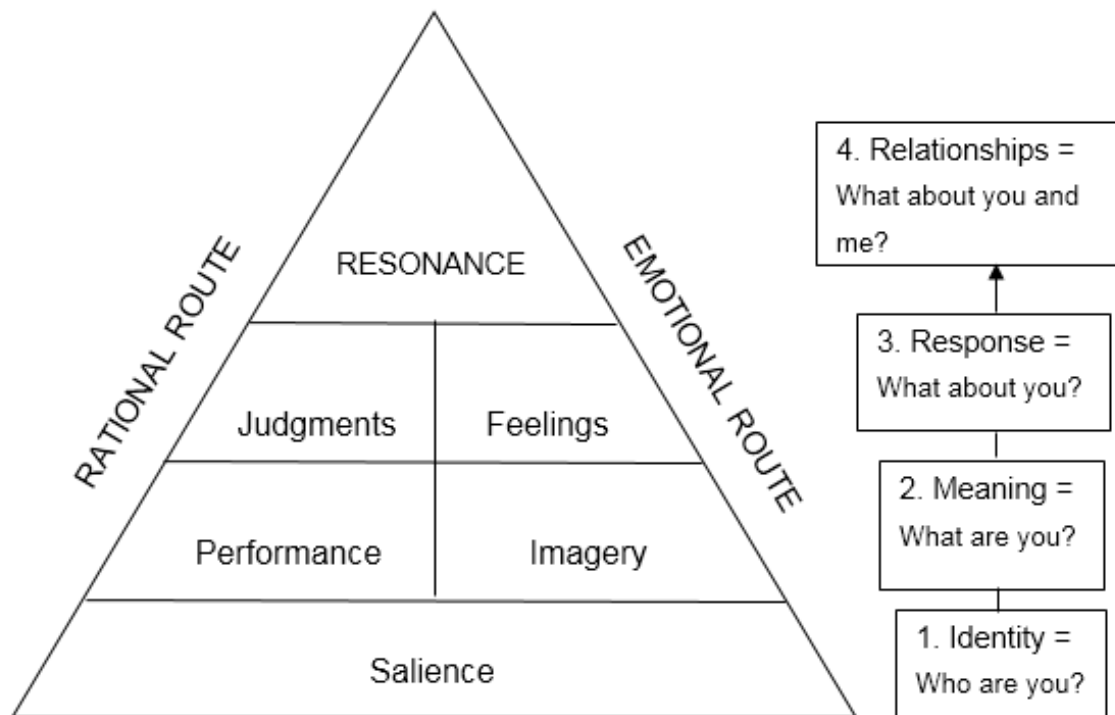 4. Relationships =
What about you and
me?
RATIONAL ROUTE
EMOTIONAL ROUTE
RESONANCE
3. Response =
What about you?
Judgments
Feelings
2. Meaning =
What are you?
Performance
Imagery
1. Identity =
Who are you?
Salience